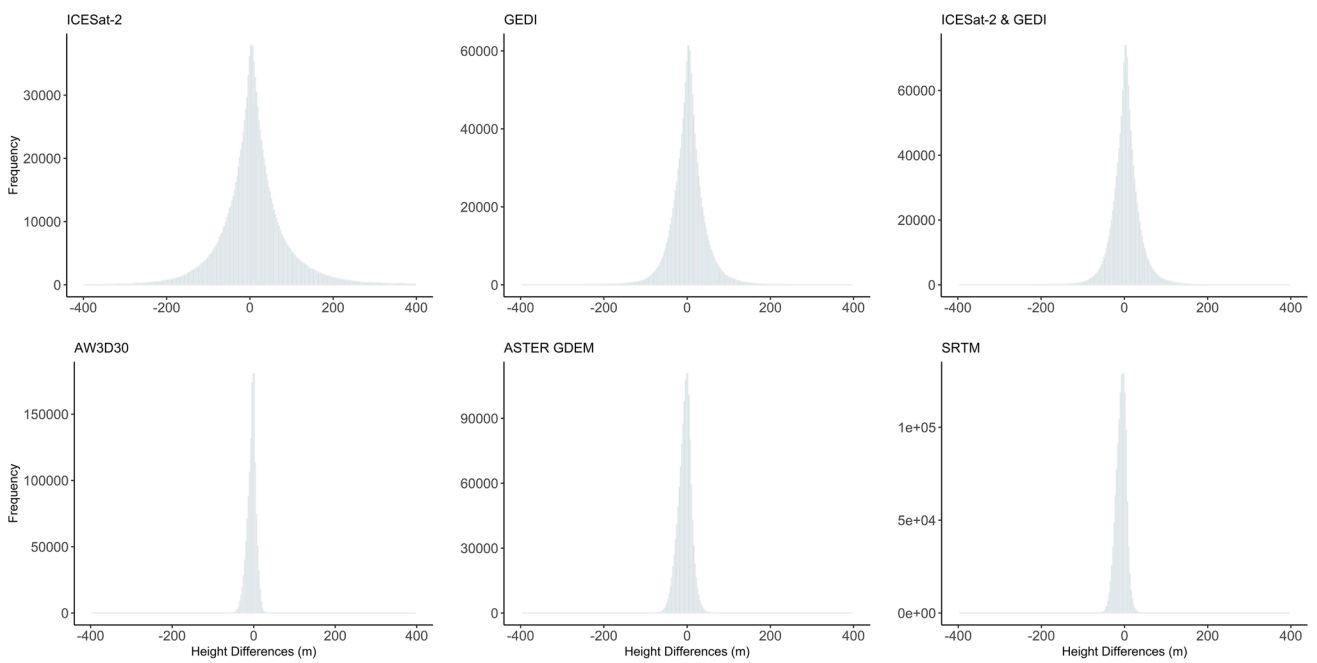 ICESat-2
GEDI
ICESat-2 & GEDI
Frequency
30000
20000
10000
0
-400 -200 0 200 400
60000
40000
20000
0
-400 -200 0 200 400
60000
40000
20000
0
-400 -200 0 200 400
AW3D30
ASTER GDEM
SRTM
Frequency
150000
100000
50000
0
-400 -200 0 200 400
Height Differences (m)
90000
60000
30000
0
-400 -200 0 200 400
Height Differences (m)
1e+05
5e+04
0e+00
-400 -200 0 200 400
Height Differences (m)